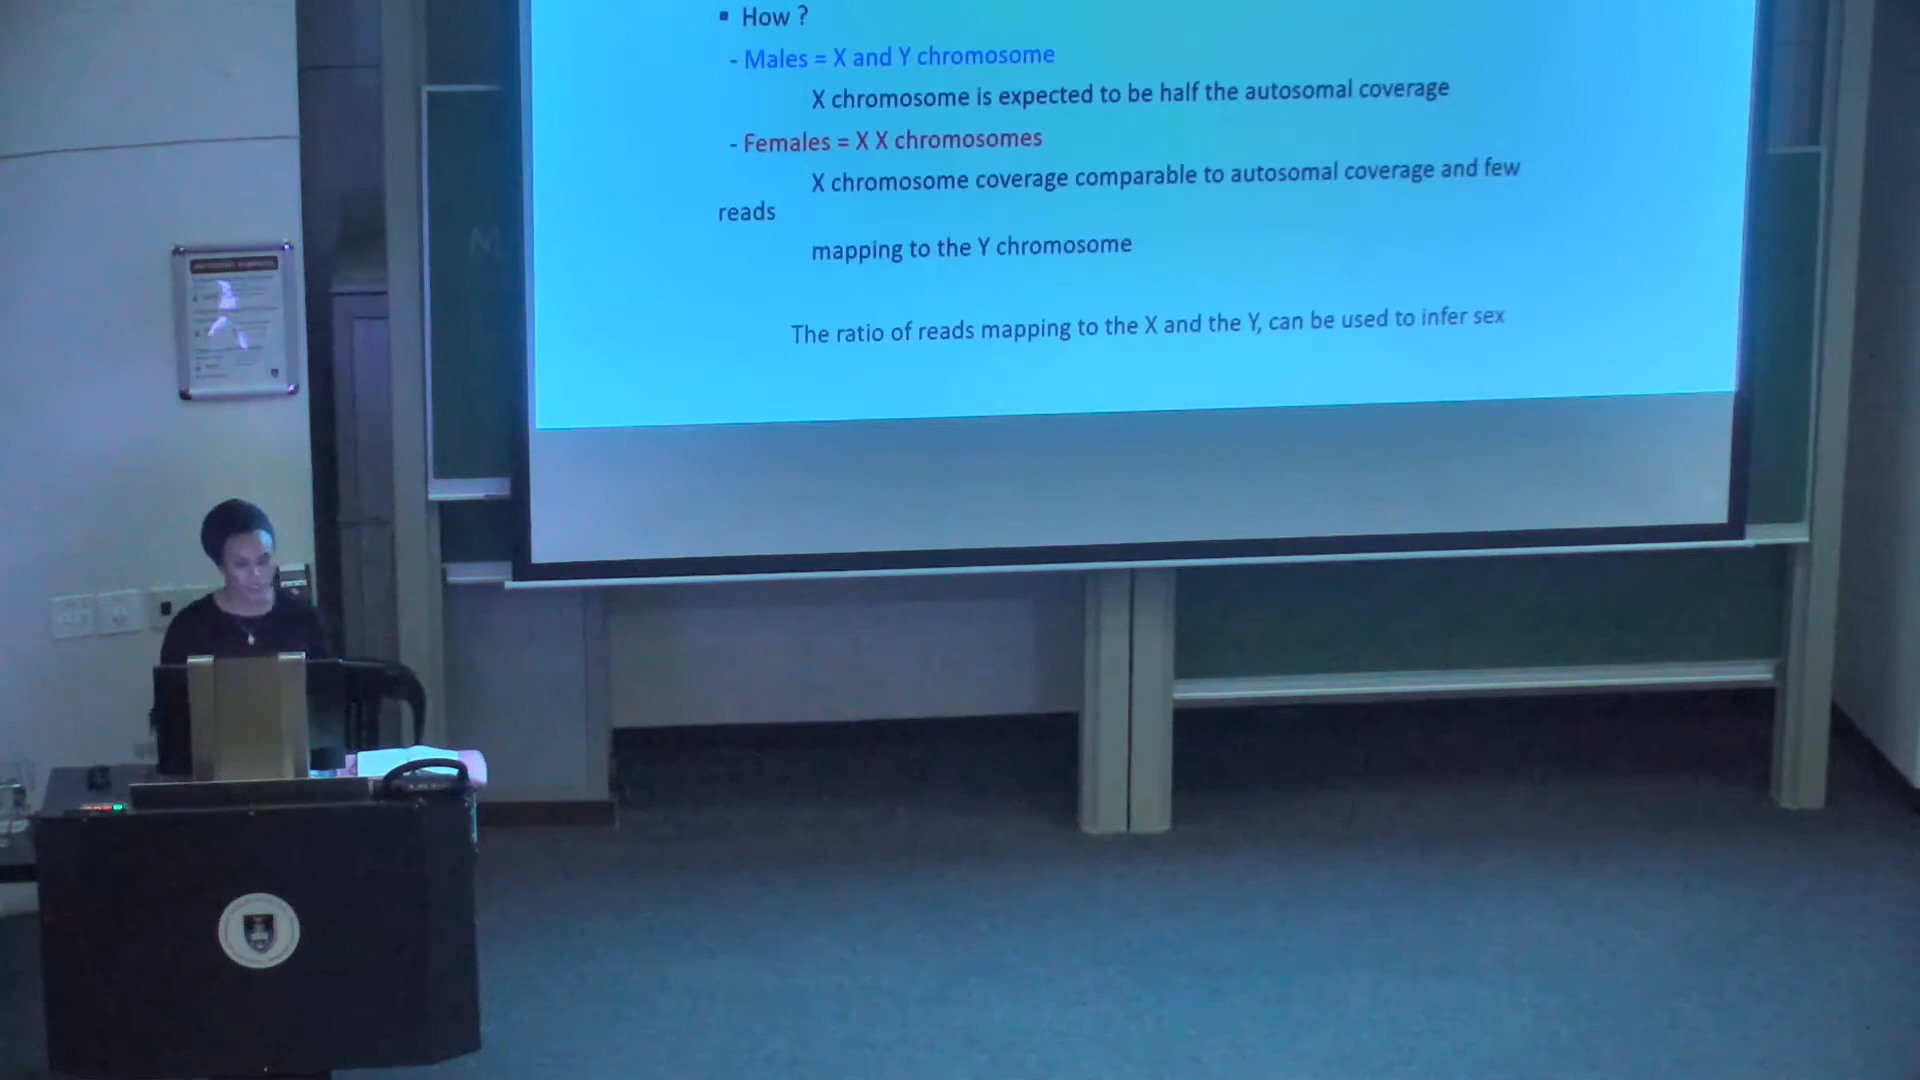 ▪ How ?
- Males = X and Y chromosome
X chromosome is expected to be half the autosomal coverage
- Females = X X chromosomes
X chromosome coverage comparable to autosomal coverage and few
reads
mapping to the Y chromosome
The ratio of reads mapping to the X and the Y, can be used to infer sex